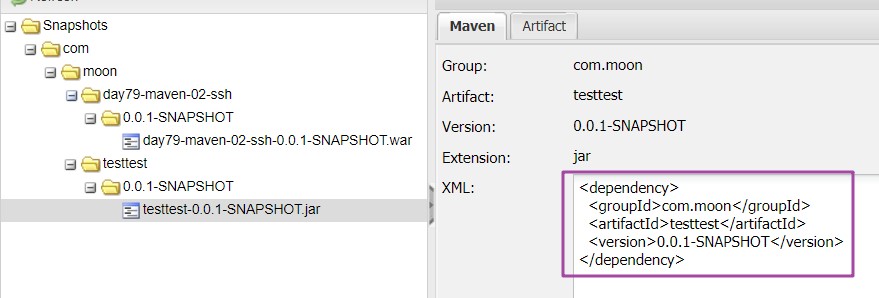 Snapshots
com
moon
day79-maven-02-ssh
0.0.1-SNAPSHOT
day79-maven-02-ssh-0.0.1-SNAPSHOT.war
testtest
0.0.1-SNAPSHOT
testtest-0.0.1-SNAPSHOT.jar
Maven Artifact
Group: com.moon
Artifact: testtest
Version: 0.0.1-SNAPSHOT
Extension: jar
XML:
<dependency>
<groupId>com.moon</groupId>
<artifactId>testtest</artifactId>
<version>0.0.1-SNAPSHOT</version>
</dependency>